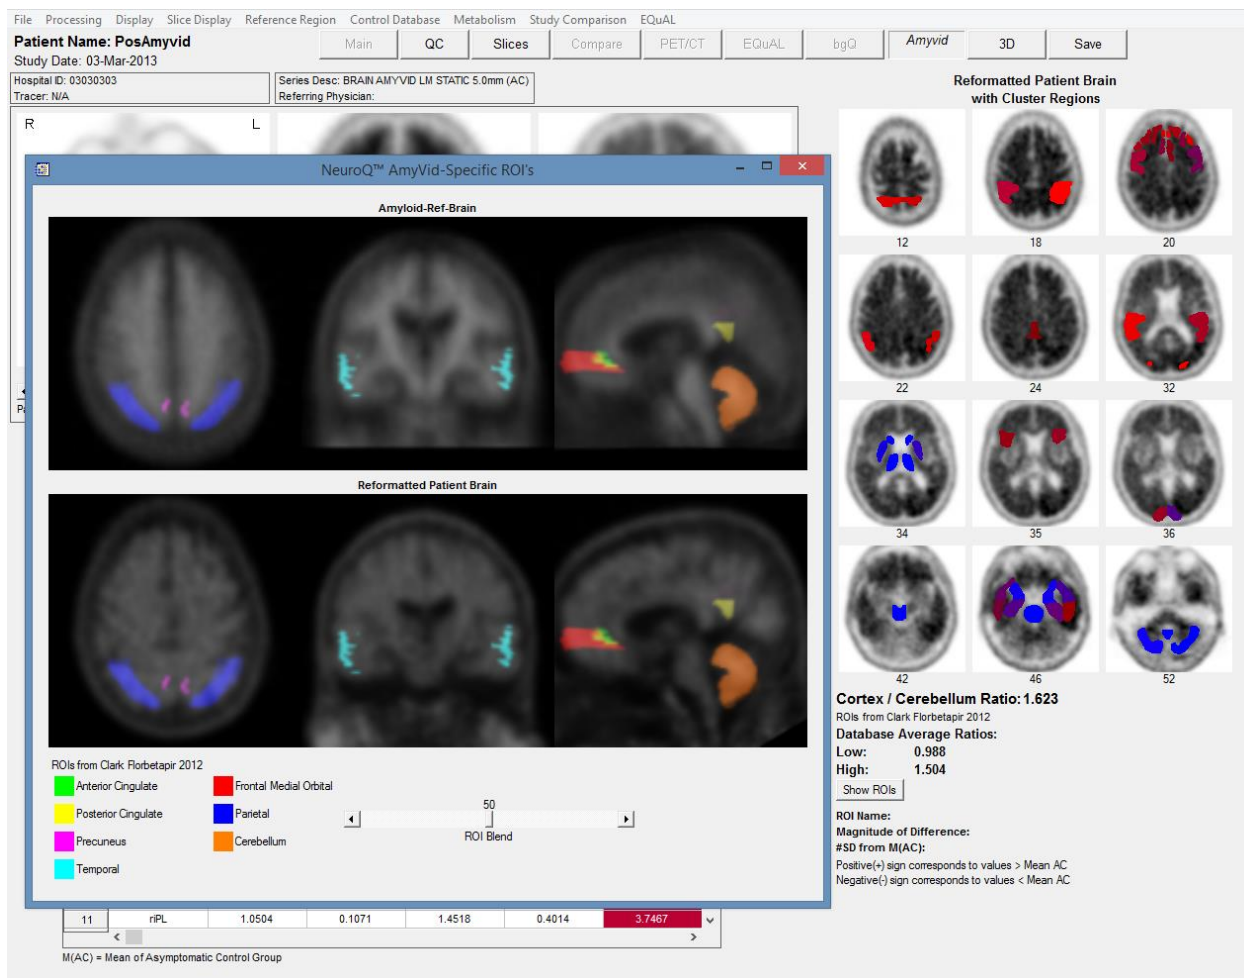 File Processing Display Slice Display Reference Region Control Database Metabolism Study Comparison EQuAL
Patient Name: PosAmyvid
Study Date: 03-Mar-2013
Main QC Slices Compare PET/CT EQuAL bgQ Amyvid 3D Save
Hospital ID: 03030303
Tracer: N/A
Series Desc: BRAIN AMYVID LM STATIC 5.0mm (AC)
Referring Physician:
R L
NeuroQ™ AmyVid-Specific ROI's
Amyloid-Ref-Brain
Reformatted Patient Brain
ROIs from Clark Florbetapir 2012
Anterior Cingulate
Frontal Medial Orbital
Posterior Cingulate
Parietal
Precuneus
Cerebellum
Temporal
50
ROI Blend
11 riPL 1.0504 0.1071 1.4518 0.4014 3.7467
M(AC) = Mean of Asymptomatic Control Group
Reformatted Patient Brain
with Cluster Regions
12 18 20
22 24 32
34 35 36
42 46 52
Cortex / Cerebellum Ratio: 1.623
ROIs from Clark Florbetapir 2012
Database Average Ratios:
Low: 0.988
High: 1.504
Show ROIs
ROI Name:
Magnitude of Difference:
#SD from M(AC):
Positive(+) sign corresponds to values > Mean AC
Negative(-) sign corresponds to values < Mean AC